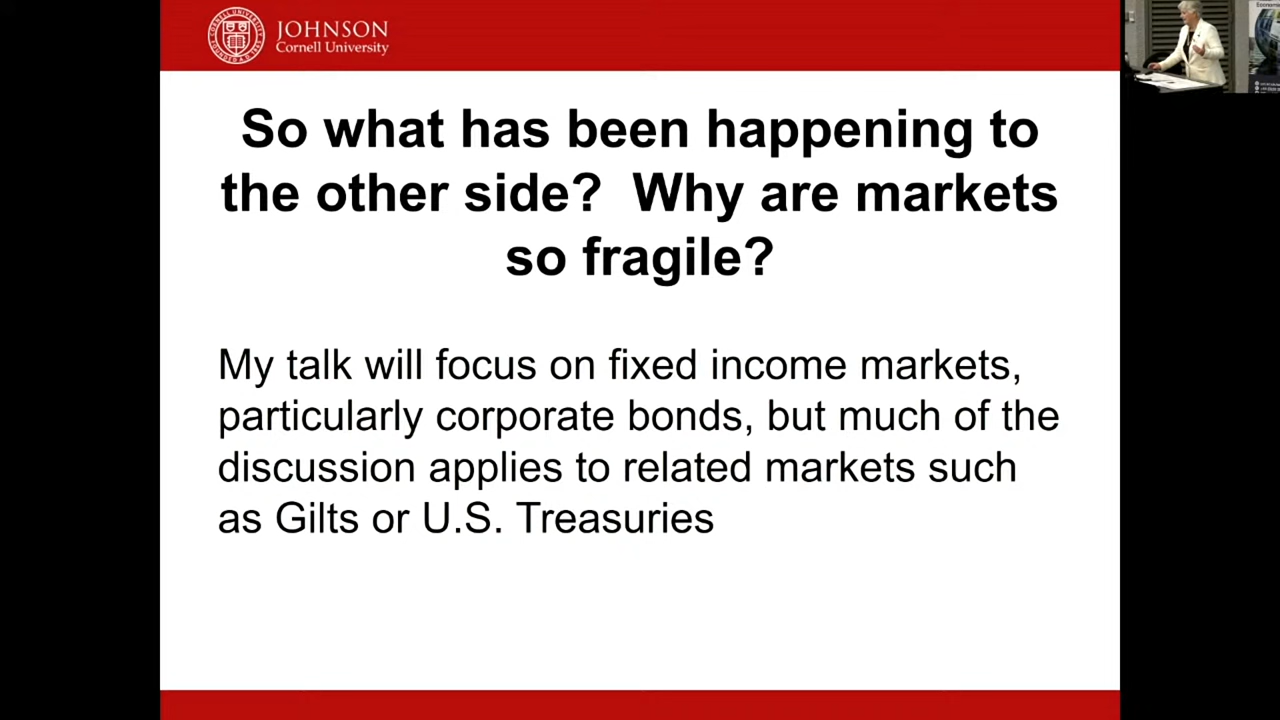 JOHNSON
Cornell University
So what has been happening to
the other side?  Why are markets
so fragile?
My talk will focus on fixed income markets,
particularly corporate bonds, but much of the
discussion applies to related markets such
as Gilts or U.S. Treasuries